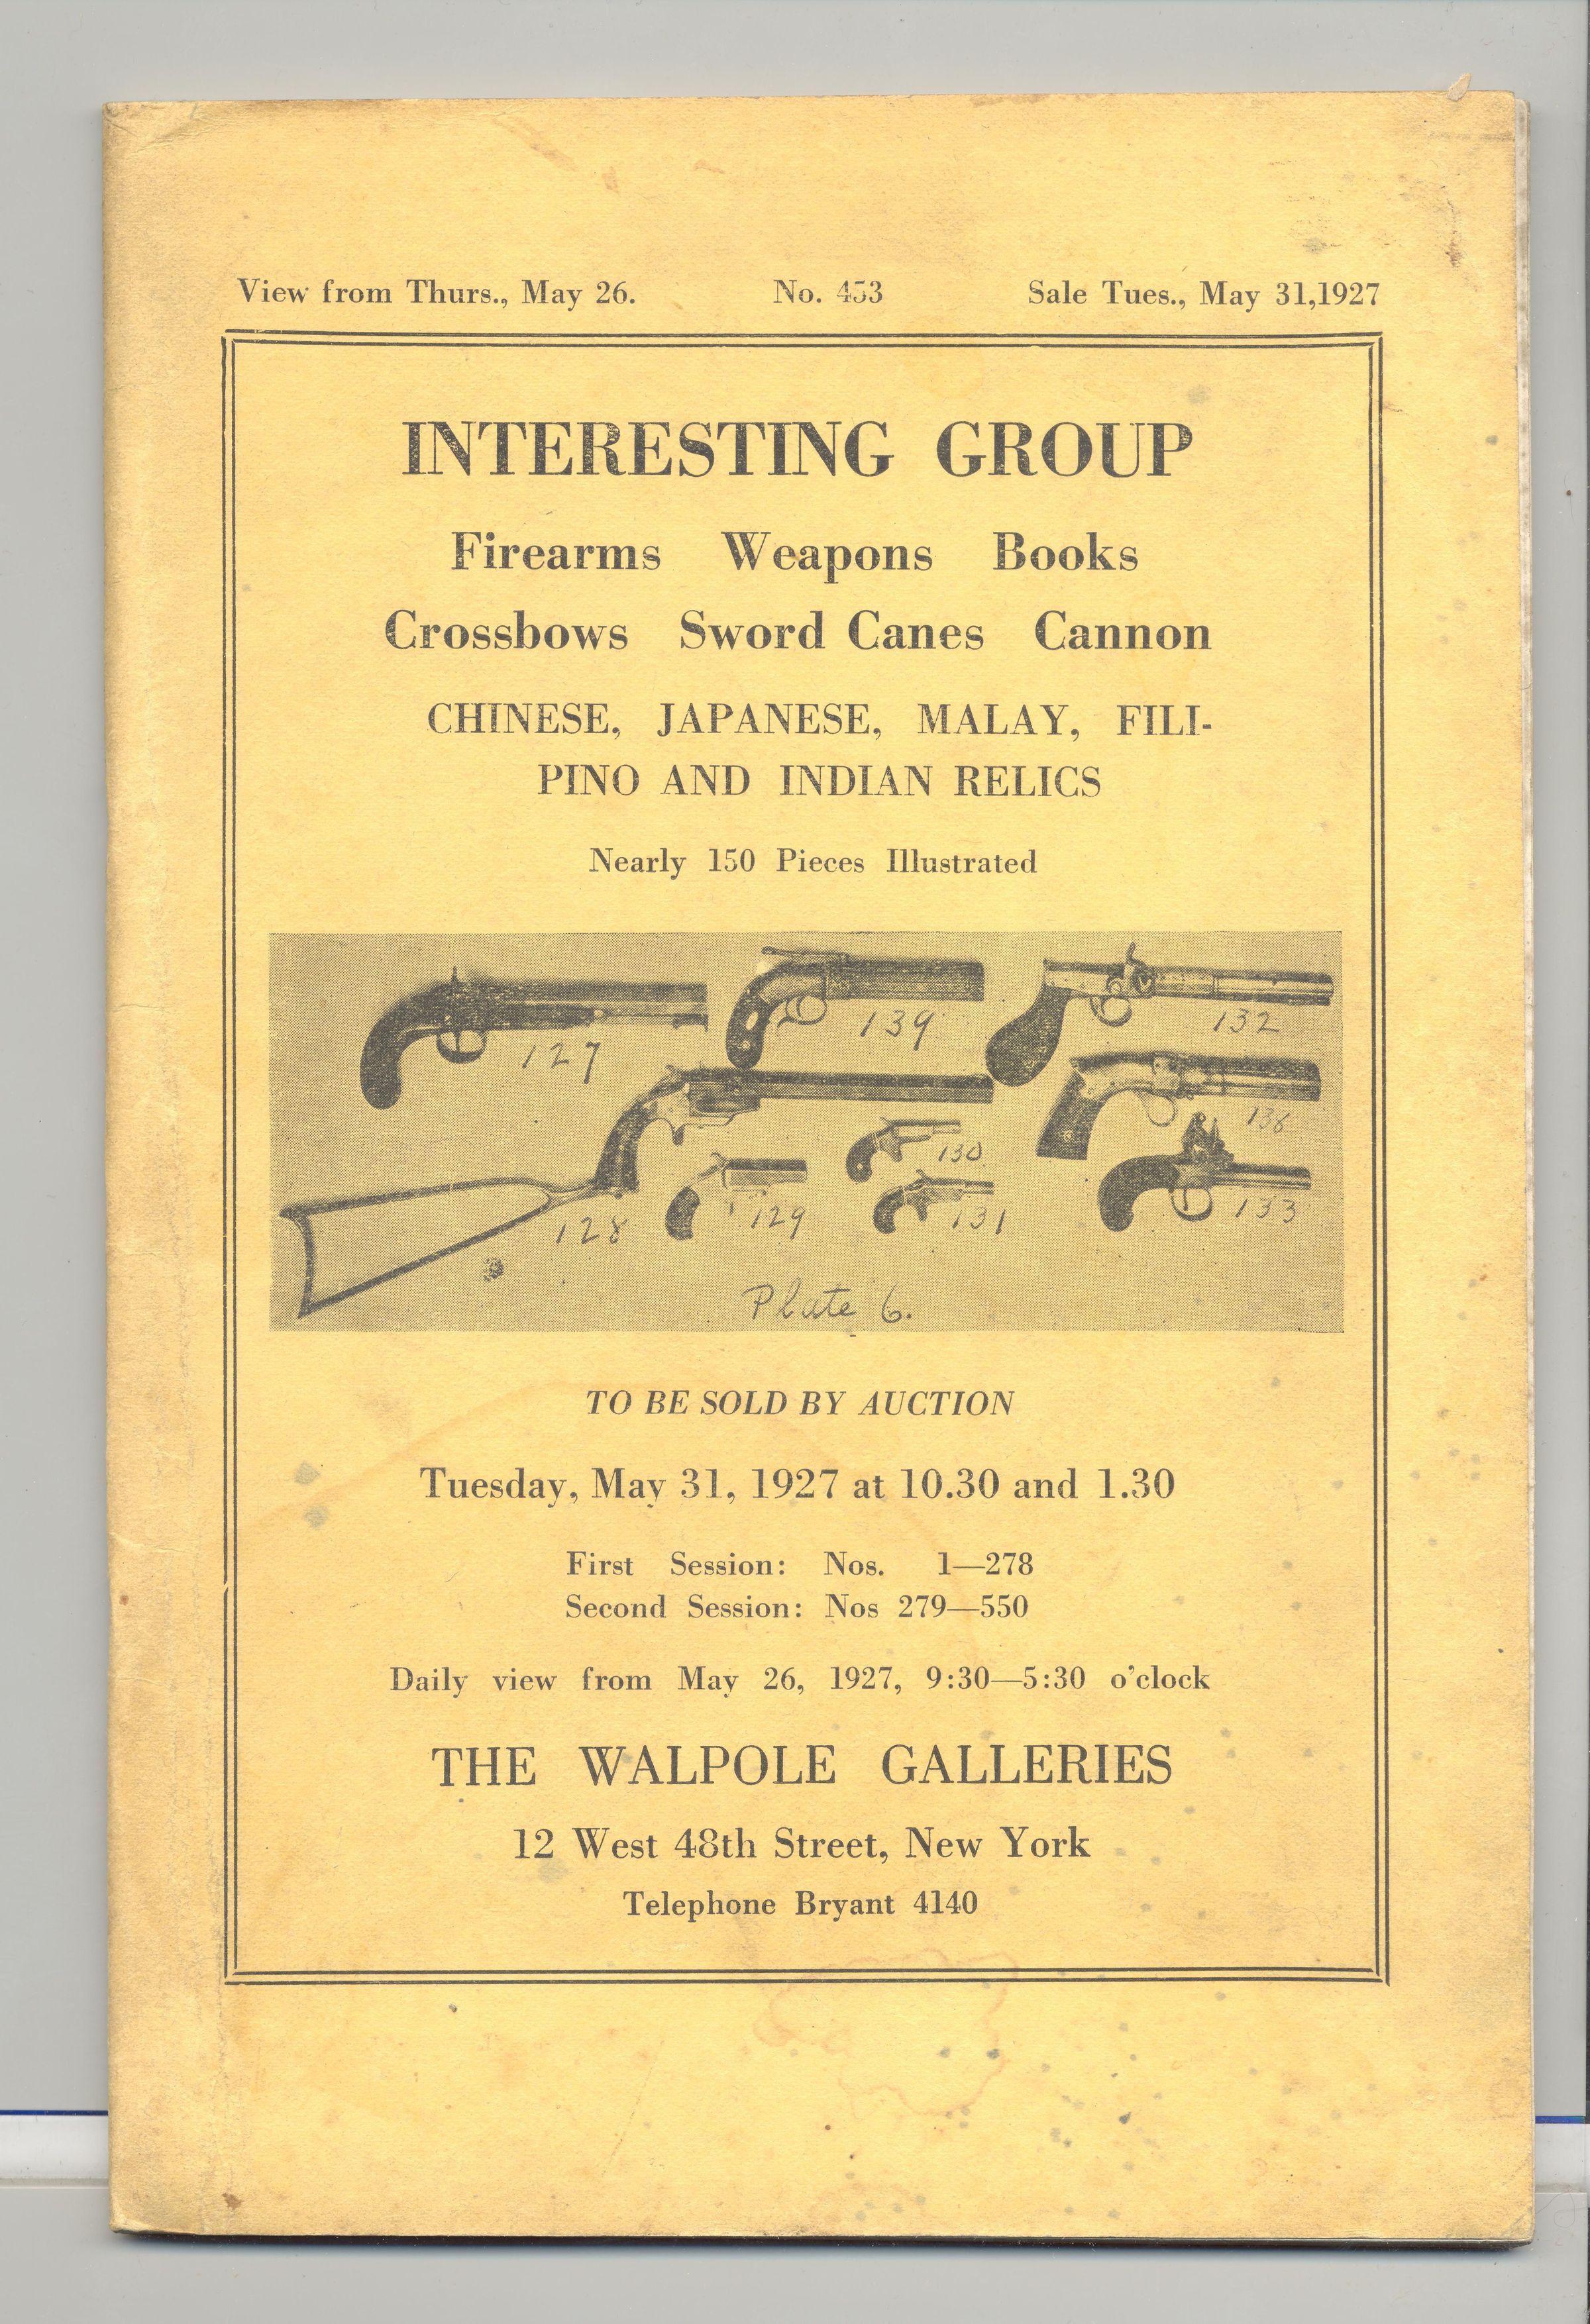 View from Thurs., May 26. No. 453 Sale Tues., May 31,1927
INTERESTING GROUP
Firearms Weapons Books
Crossbows Sword Canes Cannon
CHINESE, JAPANESE, MALAY, FILI-
PINO AND INDIAN RELICS
Nearly 150 Pieces Illustrated
127 139 132
138
130
128 129 131 133
Plate 6.
TO BE SOLD BY AUCTION
Tuesday, May 31, 1927 at 10.30 and 1.30
First Session: Nos. 1—278
Second Session: Nos 279—550
Daily view from May 26, 1927, 9:30—5:30 o'clock
THE WALPOLE GALLERIES
12 West 48th Street, New York
Telephone Bryant 4140